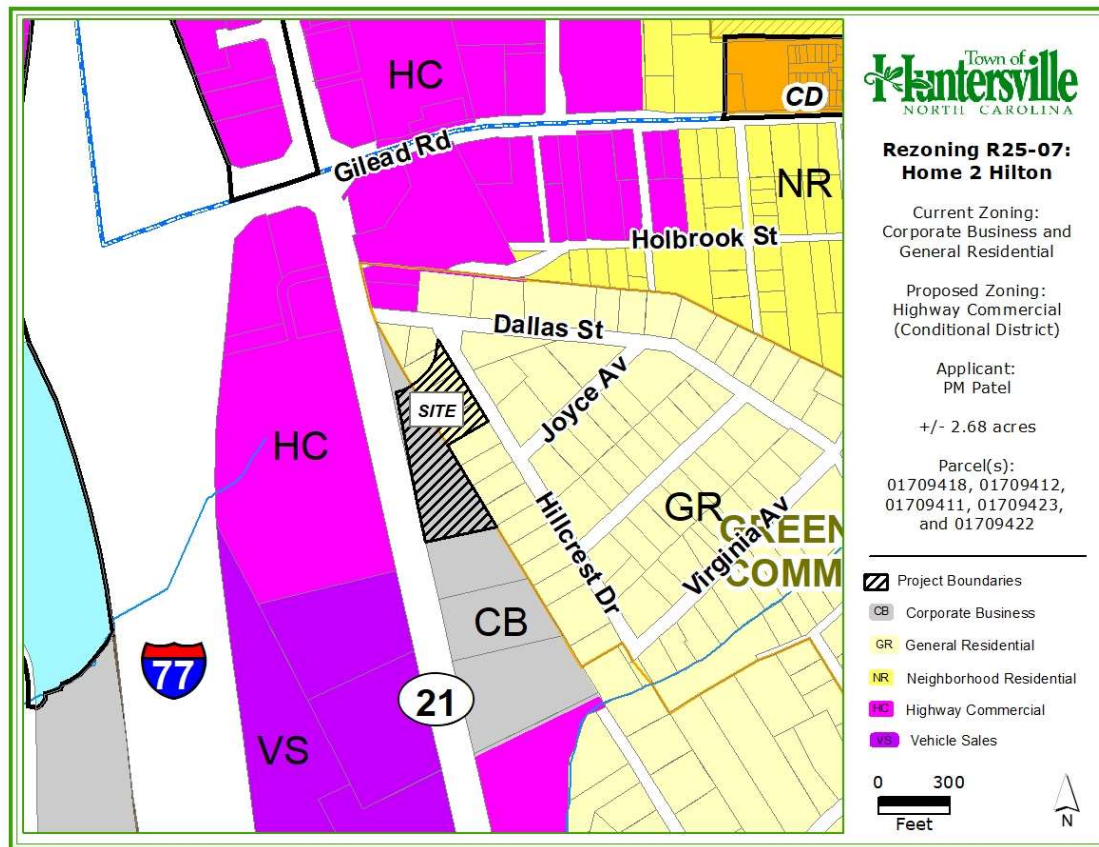 HC
Gilead Rd
CD
NR
Holbrook St
Dallas St
SITE
Joyce Av
HC
Hillcrest Dr
GR
GREEN
COMM
Virginia Av
CB
77
21
VS
Town of
Huntersville
NORTH CAROLINA
Rezoning R25-07:
Home 2 Hilton
Current Zoning:
Corporate Business and
General Residential
Proposed Zoning:
Highway Commercial
(Conditional District)
Applicant:
PM Patel
+/- 2.68 acres
Parcel(s):
01709418, 01709412,
01709411, 01709423,
and 01709422
Project Boundaries
CB Corporate Business
GR General Residential
NR Neighborhood Residential
HC Highway Commercial
VS Vehicle Sales
0 300
Feet
N